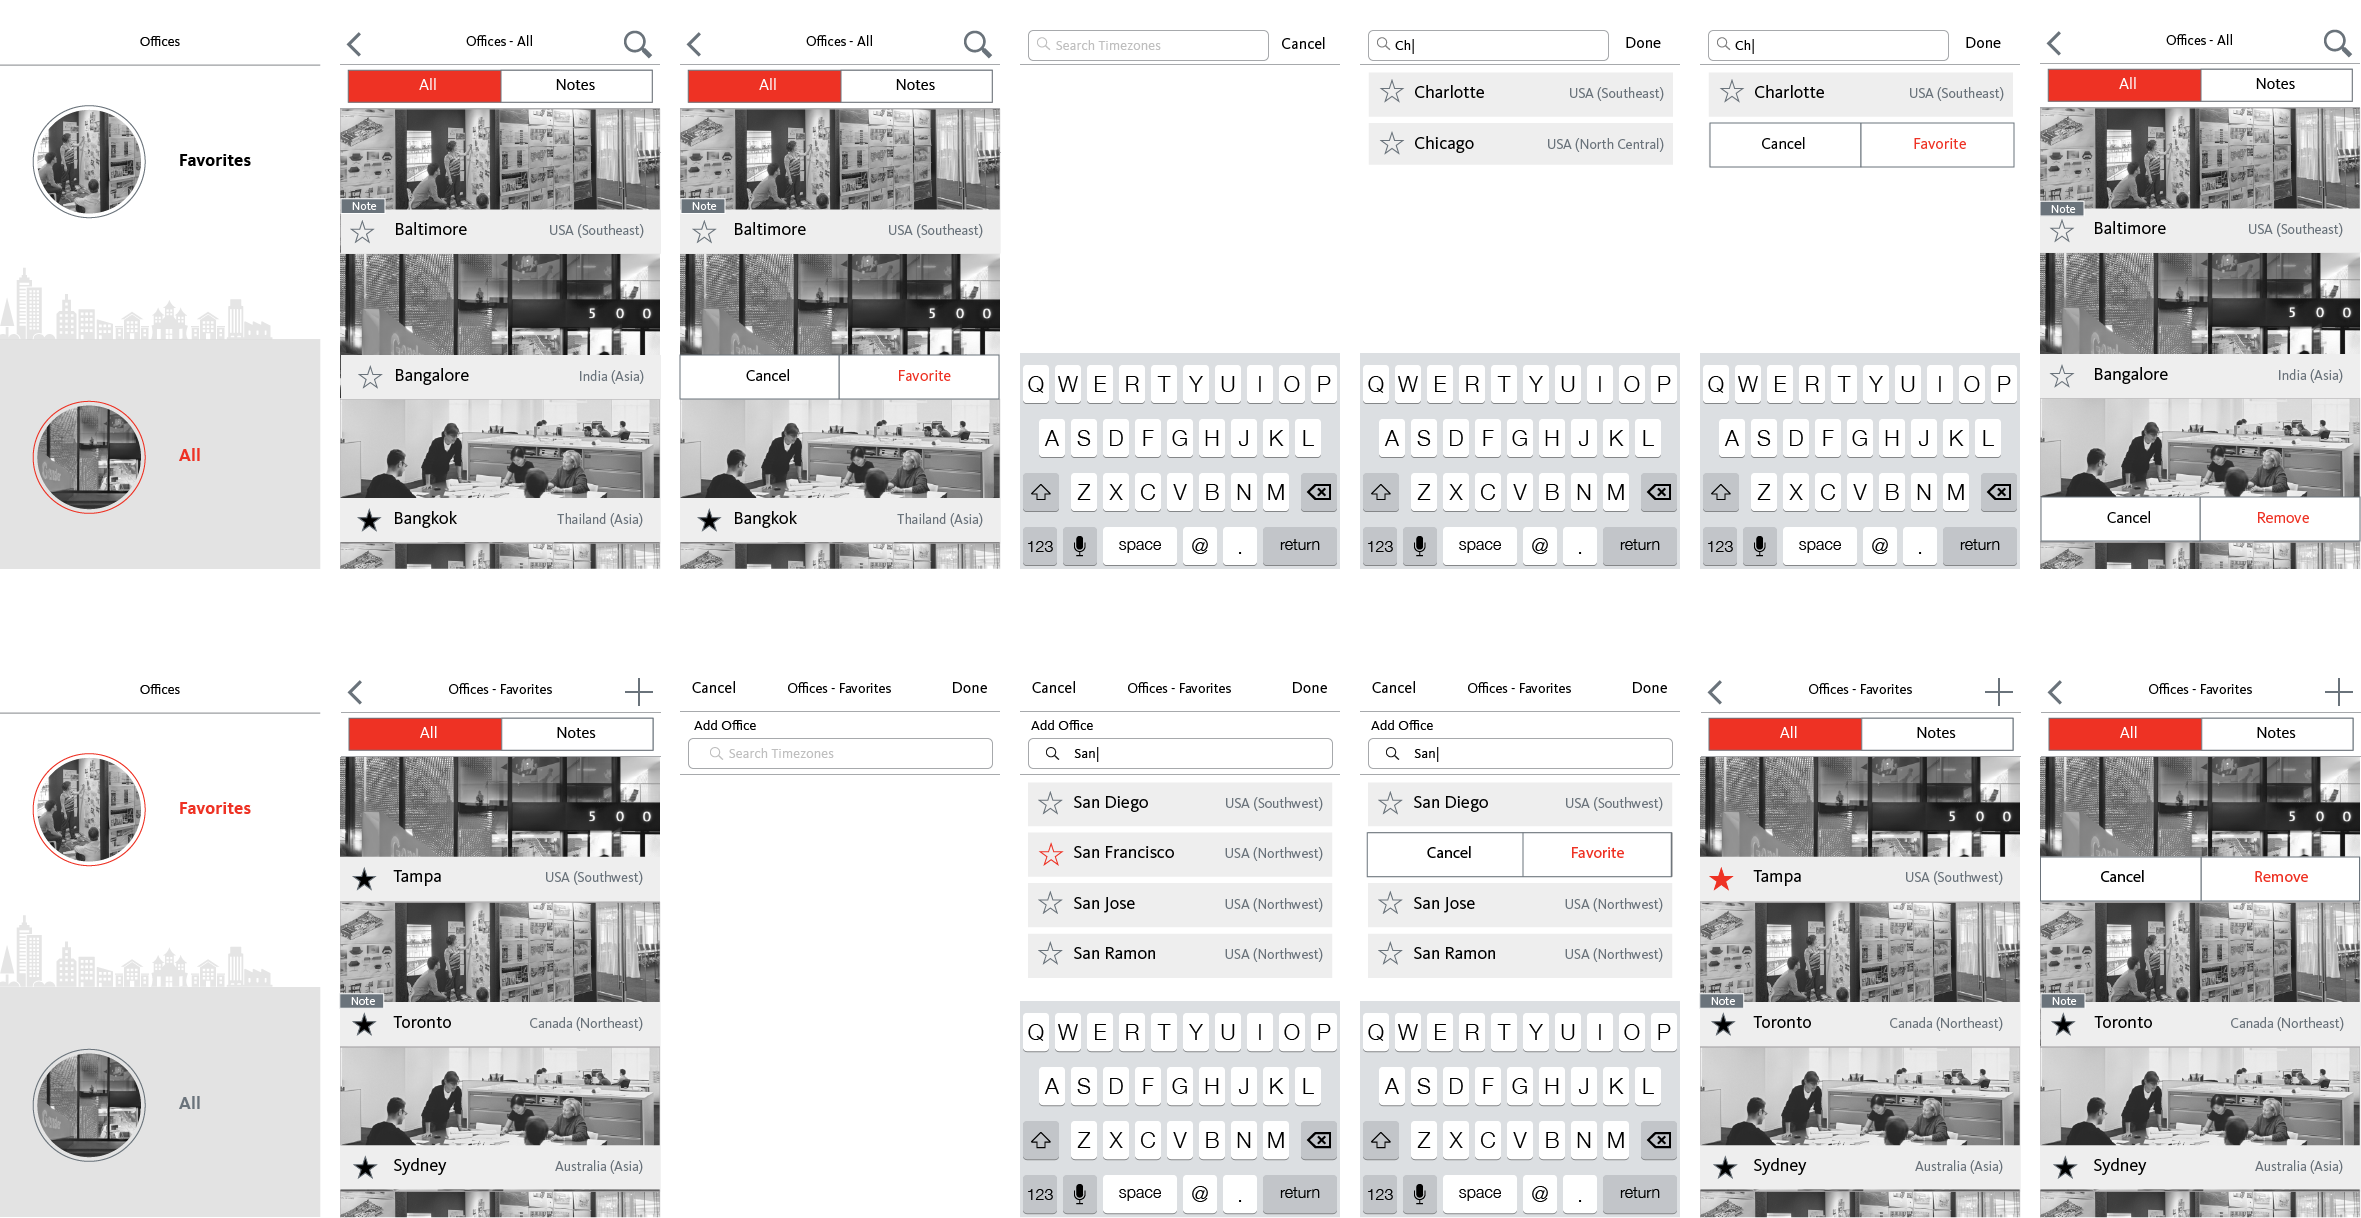 Offices
Favorites
All
Offices - All
All Notes
Note
Baltimore USA (Southeast)
5 0 0
Bangalore India (Asia)
Bangkok Thailand (Asia)
Offices - All
All Notes
Note
Baltimore USA (Southeast)
5 0 0
Cancel Favorite
Bangkok Thailand (Asia)
Search Timezones Cancel
Q W E R T Y U I O P
A S D F G H J K L
Z X C V B N M
123 space @ . return
Ch| Done
Charlotte USA (Southeast)
Chicago USA (North Central)
Q W E R T Y U I O P
A S D F G H J K L
Z X C V B N M
123 space @ . return
Ch| Done
Charlotte USA (Southeast)
Cancel Favorite
Q W E R T Y U I O P
A S D F G H J K L
Z X C V B N M
123 space @ . return
Offices - All
All Notes
Note
Baltimore USA (Southeast)
5 0 0
Bangalore India (Asia)
Cancel Remove
Offices
Favorites
All
Offices - Favorites
All Notes
5 0 0
Tampa USA (Southwest)
Note
Toronto Canada (Northeast)
Sydney Australia (Asia)
Cancel Offices - Favorites Done
Add Office
Search Timezones
Cancel Offices - Favorites Done
Add Office
San|
San Diego USA (Southwest)
San Francisco USA (Northwest)
San Jose USA (Northwest)
San Ramon USA (Northwest)
Q W E R T Y U I O P
A S D F G H J K L
Z X C V B N M
123 space @ . return
Cancel Offices - Favorites Done
Add Office
San|
San Diego USA (Southwest)
Cancel Favorite
San Jose USA (Northwest)
San Ramon USA (Northwest)
Q W E R T Y U I O P
A S D F G H J K L
Z X C V B N M
123 space @ . return
Offices - Favorites
All Notes
5 0 0
Tampa USA (Southwest)
Note
Toronto Canada (Northeast)
Sydney Australia (Asia)
Offices - Favorites
All Notes
5 0 0
Cancel Remove
Note
Toronto Canada (Northeast)
Sydney Australia (Asia)